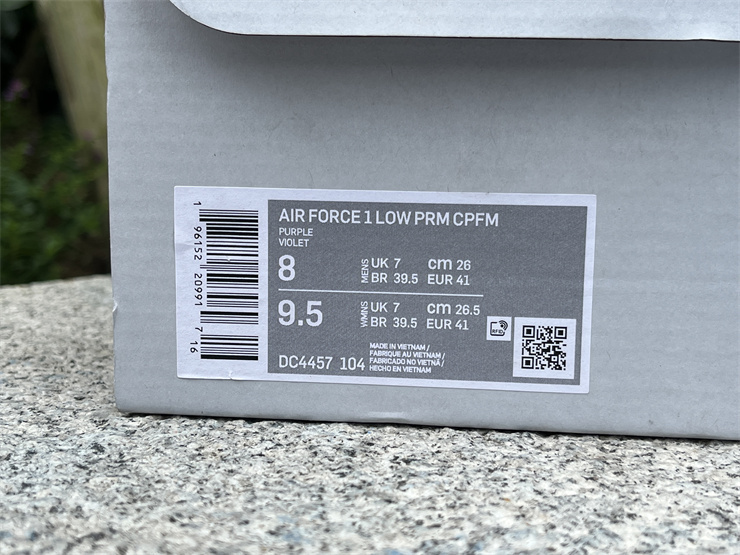 AIR FORCE 1 LOW PRM CPFM
PURPLE
VIOLET
8 MENS UK 7 cm 26
BR 39.5 EUR 41
9.5 WMNS UK 7 cm 26.5
BR 39.5 EUR 41
RFID
DC4457 104
MADE IN VIETNAM /
FABRIQUE AU VIETNAM /
FABRICADO NO VIETNÃ /
HECHO EN VIETNAM
1 96152 20991 7 16